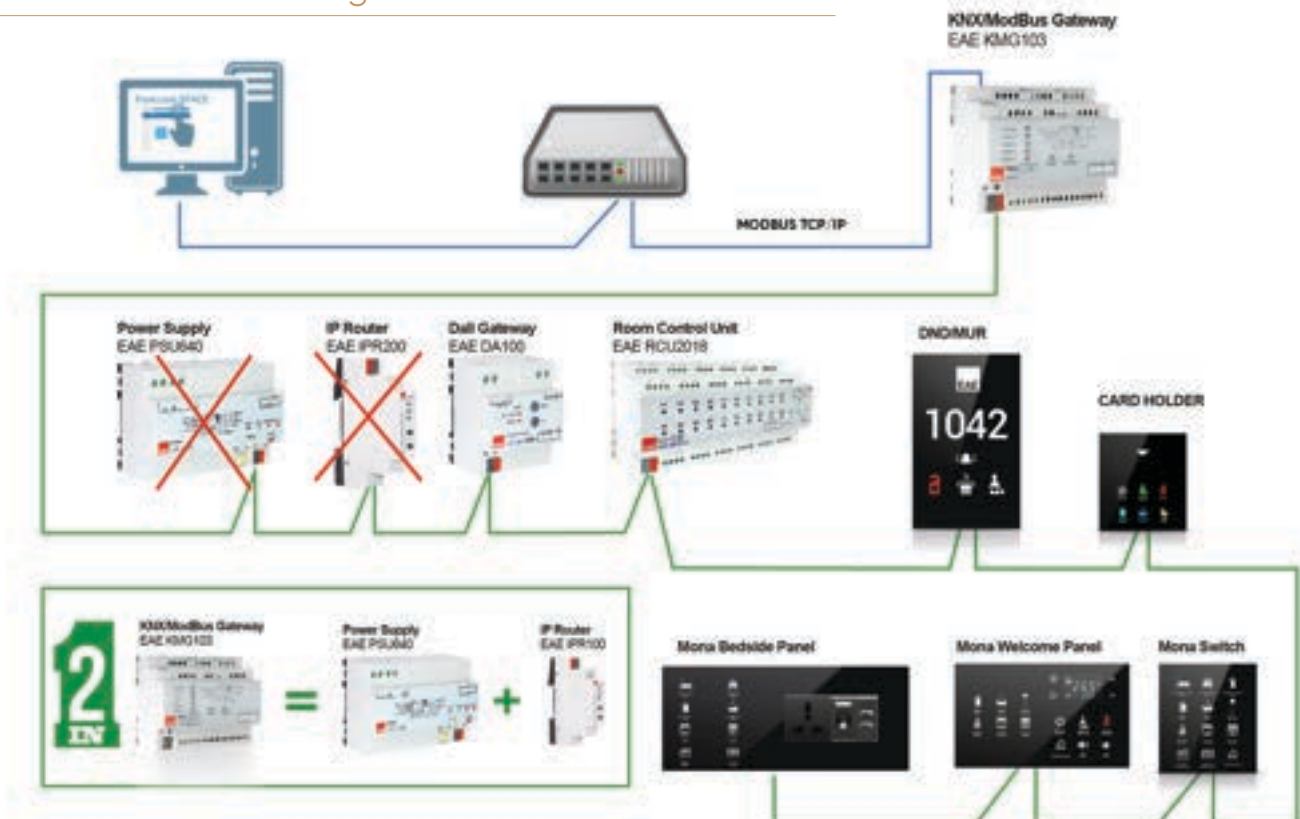 KNX/ModBus Gateway
EAE KMG103
MODBUS TCP/IP
Power Supply
EAE PSU640
IP Router
EAE IPR200
Dali Gateway
EAE DA100
Room Control Unit
EAE RCU2018
DND/MUR
EAE
1042
CARD HOLDER
2
IN
1
KNX/ModBus Gateway
EAE KMG103
=
Power Supply
EAE PSU640
+
IP Router
EAE IPR100
Mona Bedside Panel
Mona Welcome Panel
Mona Switch